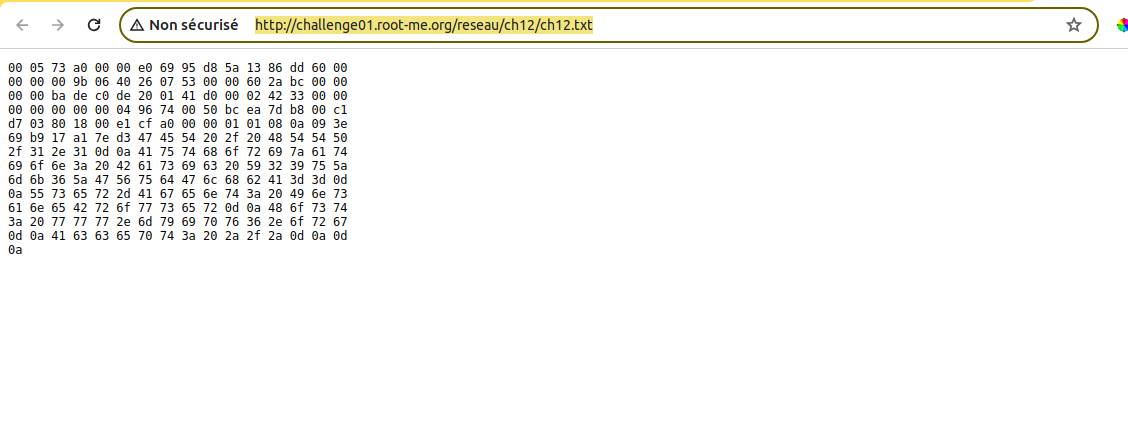 Non sécurisé http://challenge01.root-me.org/reseau/ch12/ch12.txt
00 05 73 a0 00 00 e0 69 95 d8 5a 13 86 dd 60 00
00 00 00 9b 06 40 26 07 53 00 00 60 2a bc 00 00
00 00 ba de c0 de 20 01 41 d0 00 02 42 33 00 00
00 00 00 00 00 04 96 74 00 50 bc ea 7d b8 00 c1
d7 03 80 18 00 e1 cf a0 00 00 01 01 08 0a 09 3e
69 b9 17 a1 7e d3 47 45 54 20 2f 20 48 54 54 50
2f 31 2e 31 0d 0a 41 75 74 68 6f 72 69 7a 61 74
69 6f 6e 3a 20 42 61 73 69 63 20 59 32 39 75 5a
6d 6b 36 5a 47 56 75 64 47 6c 68 62 41 3d 3d 0d
0a 55 73 65 72 2d 41 67 65 6e 74 3a 20 49 6e 73
61 6e 65 42 72 6f 77 73 65 72 0d 0a 48 6f 73 74
3a 20 77 77 77 2e 6d 79 69 70 76 36 2e 6f 72 67
0d 0a 41 63 63 65 70 74 3a 20 2a 2f 2a 0d 0a 0d
0a